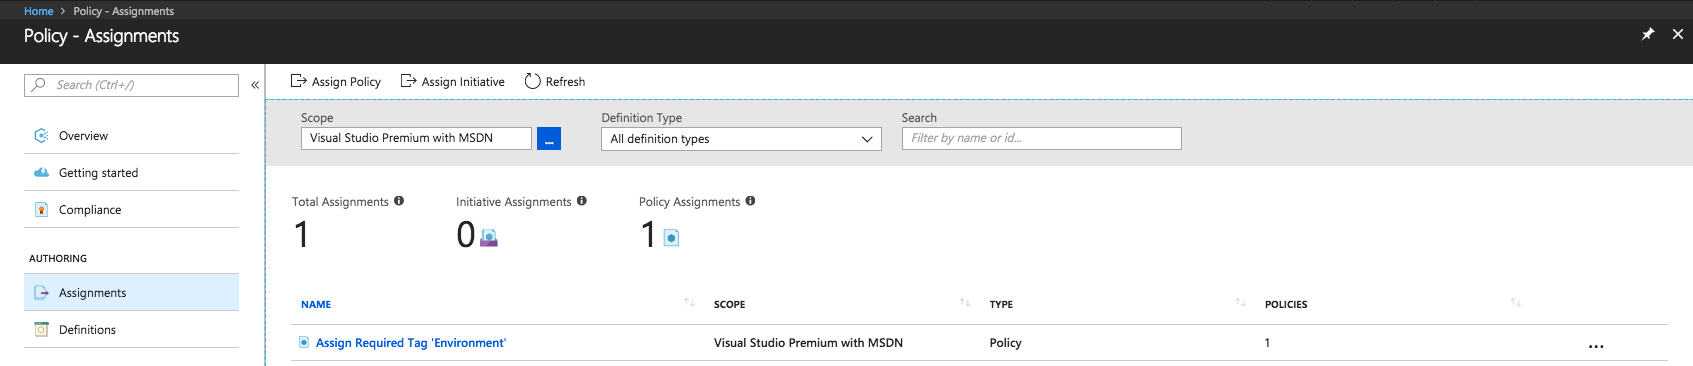 Home > Policy - Assignments
Policy - Assignments
Search (Ctrl+/)
«
Overview
Getting started
Compliance
AUTHORING
Assignments
Definitions
Assign Policy Assign Initiative Refresh
Scope Definition Type Search
Visual Studio Premium with MSDN ... All definition types Filter by name or id...
Total Assignments Initiative Assignments Policy Assignments
1 0 1
NAME SCOPE TYPE POLICIES
Assign Required Tag 'Environment' Visual Studio Premium with MSDN Policy 1 ...